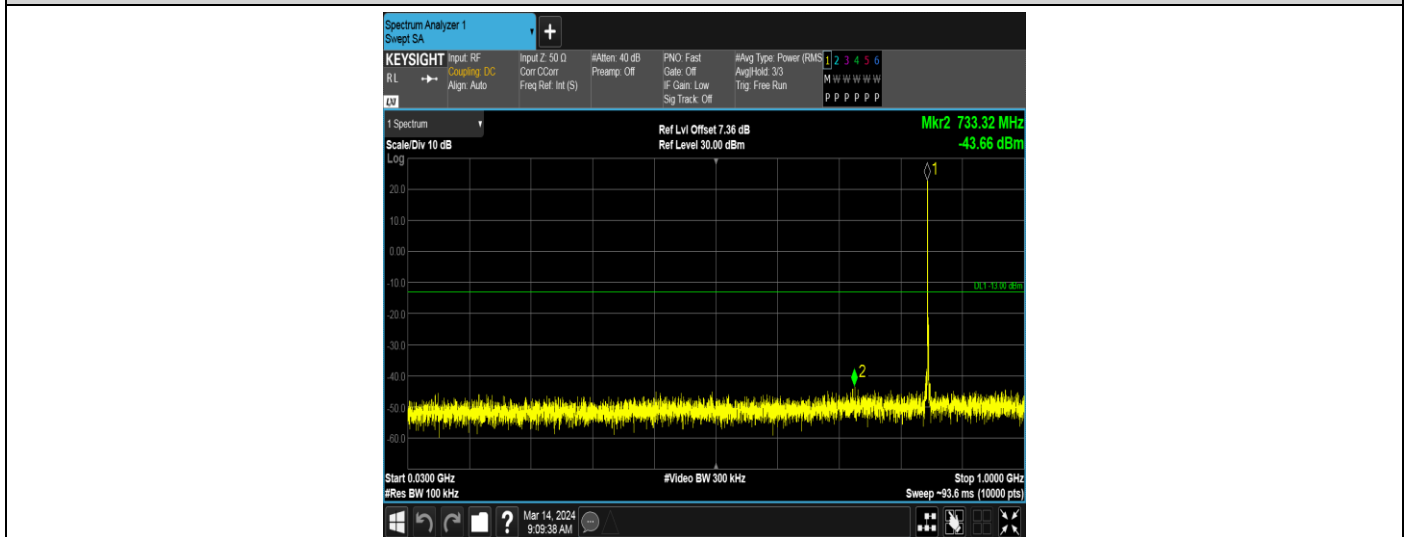 Spectrum Analyzer 1
Swept SA
+
KEYSIGHT
RL
LXI
Input: RF
Coupling: DC
Align: Auto
Input Z: 50 Ω
Corr CCorr
Freq Ref: Int (S)
#Atten: 40 dB
Preamp: Off
PNO: Fast
Gate: Off
IF Gain: Low
Sig Track: Off
#Avg Type: Power (RMS
Avg|Hold: 3/3
Trig: Free Run
1 2 3 4 5 6
M W W W W W
P P P P P P
1 Spectrum
Scale/Div 10 dB
Ref Lvl Offset 7.36 dB
Ref Level 30.00 dBm
Mkr2 733.32 MHz
-43.66 dBm
Log
1
20.0
10.0
0.00
-10.0
DL1 -13.00 dBm
-20.0
-30.0
-40.0
2
-50.0
-60.0
Start 0.0300 GHz
#Video BW 300 kHz
Stop 1.0000 GHz
#Res BW 100 kHz
Sweep ~93.6 ms (10000 pts)
?
Mar 14, 2024
9:09:38 AM